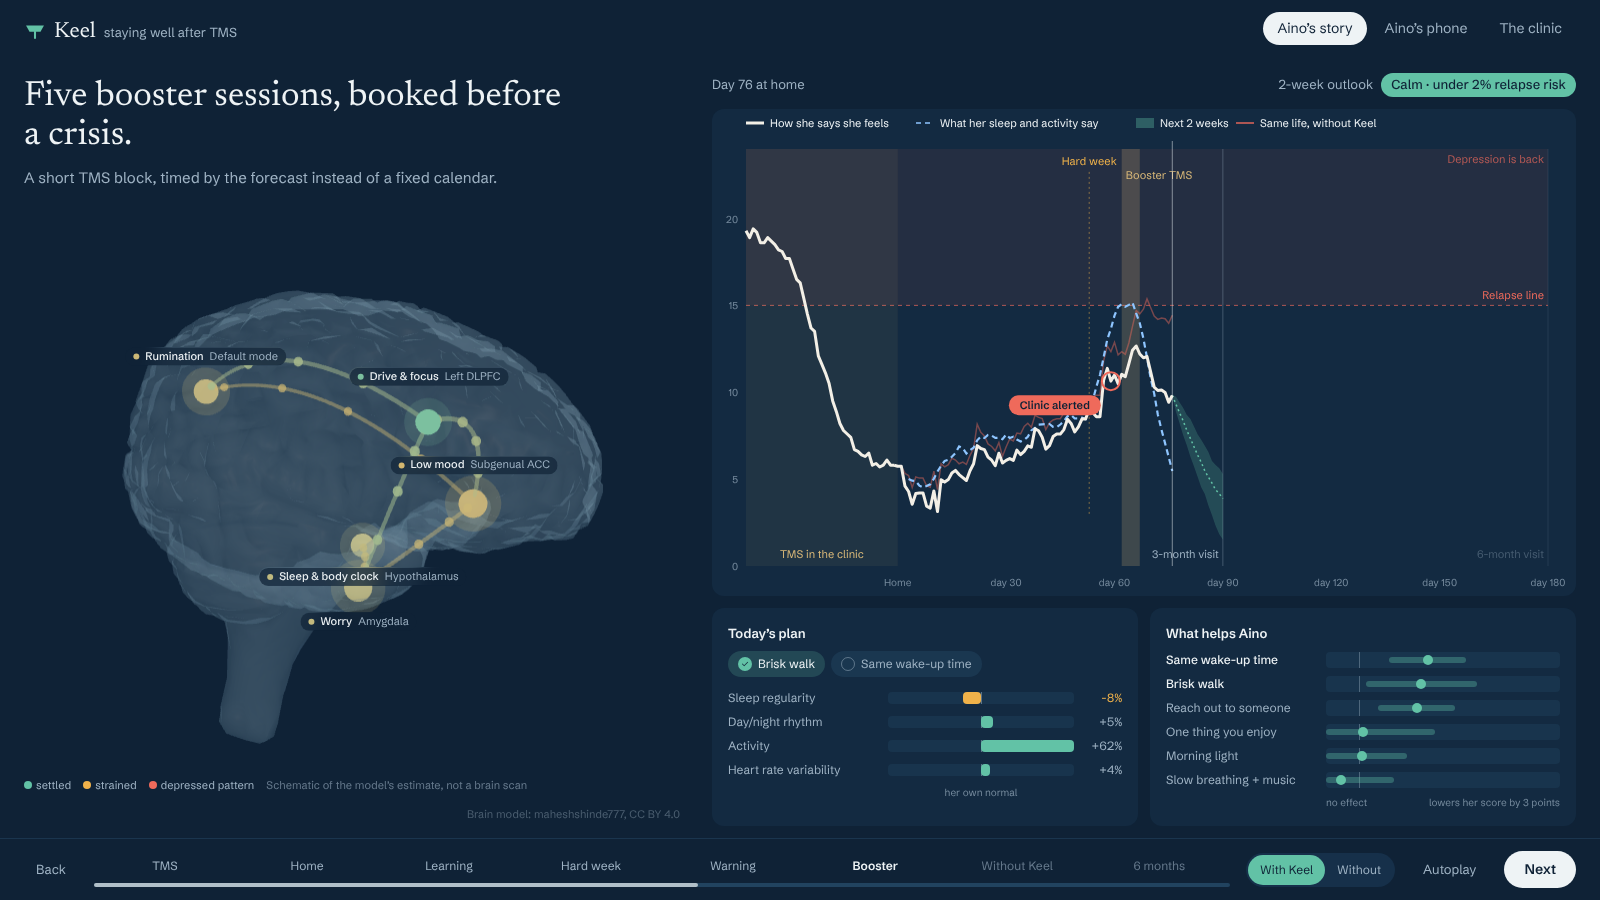 Keel staying well after TMS
Aino's story
Aino's phone
The clinic
Five booster sessions, booked before
a crisis.
A short TMS block, timed by the forecast instead of a fixed calendar.
Rumination Default mode
Drive & focus Left DLPFC
Low mood Subgenual ACC
Sleep & body clock Hypothalamus
Worry Amygdala
settled
strained
depressed pattern
Schematic of the model's estimate, not a brain scan
Brain model: maheshshinde777, CC BY 4.0
Day 76 at home
2-week outlook
Calm · under 2% relapse risk
How she says she feels
What her sleep and activity say
Next 2 weeks
Same life, without Keel
Hard week
Booster TMS
Depression is back
20
15
10
5
0
Relapse line
Clinic alerted
TMS in the clinic
3-month visit
6-month visit
Home
day 30
day 60
day 90
day 120
day 150
day 180
Today's plan
Brisk walk
Same wake-up time
Sleep regularity -8%
Day/night rhythm +5%
Activity +62%
Heart rate variability +4%
her own normal
What helps Aino
Same wake-up time
Brisk walk
Reach out to someone
One thing you enjoy
Morning light
Slow breathing + music
no effect
lowers her score by 3 points
Back
TMS
Home
Learning
Hard week
Warning
Booster
Without Keel
6 months
With Keel
Without
Autoplay
Next